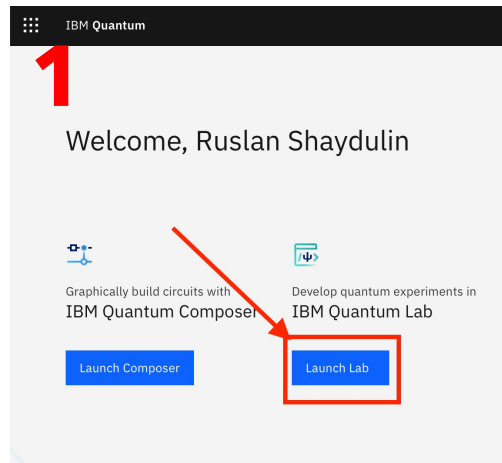 IBM Quantum
1
Welcome, Ruslan Shaydulin
/ψ>
Graphically build circuits with
IBM Quantum Composer
Develop quantum experiments in
IBM Quantum Lab
Launch Composer
Launch Lab